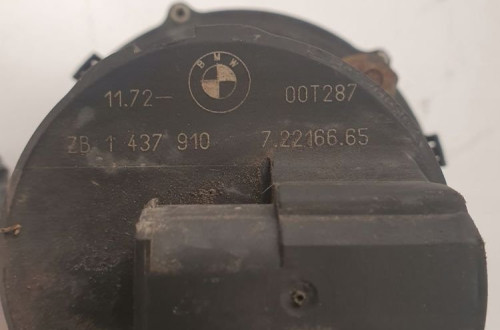 BMW
11.72- 00T287
ZB 1 437 910 7.22166.65